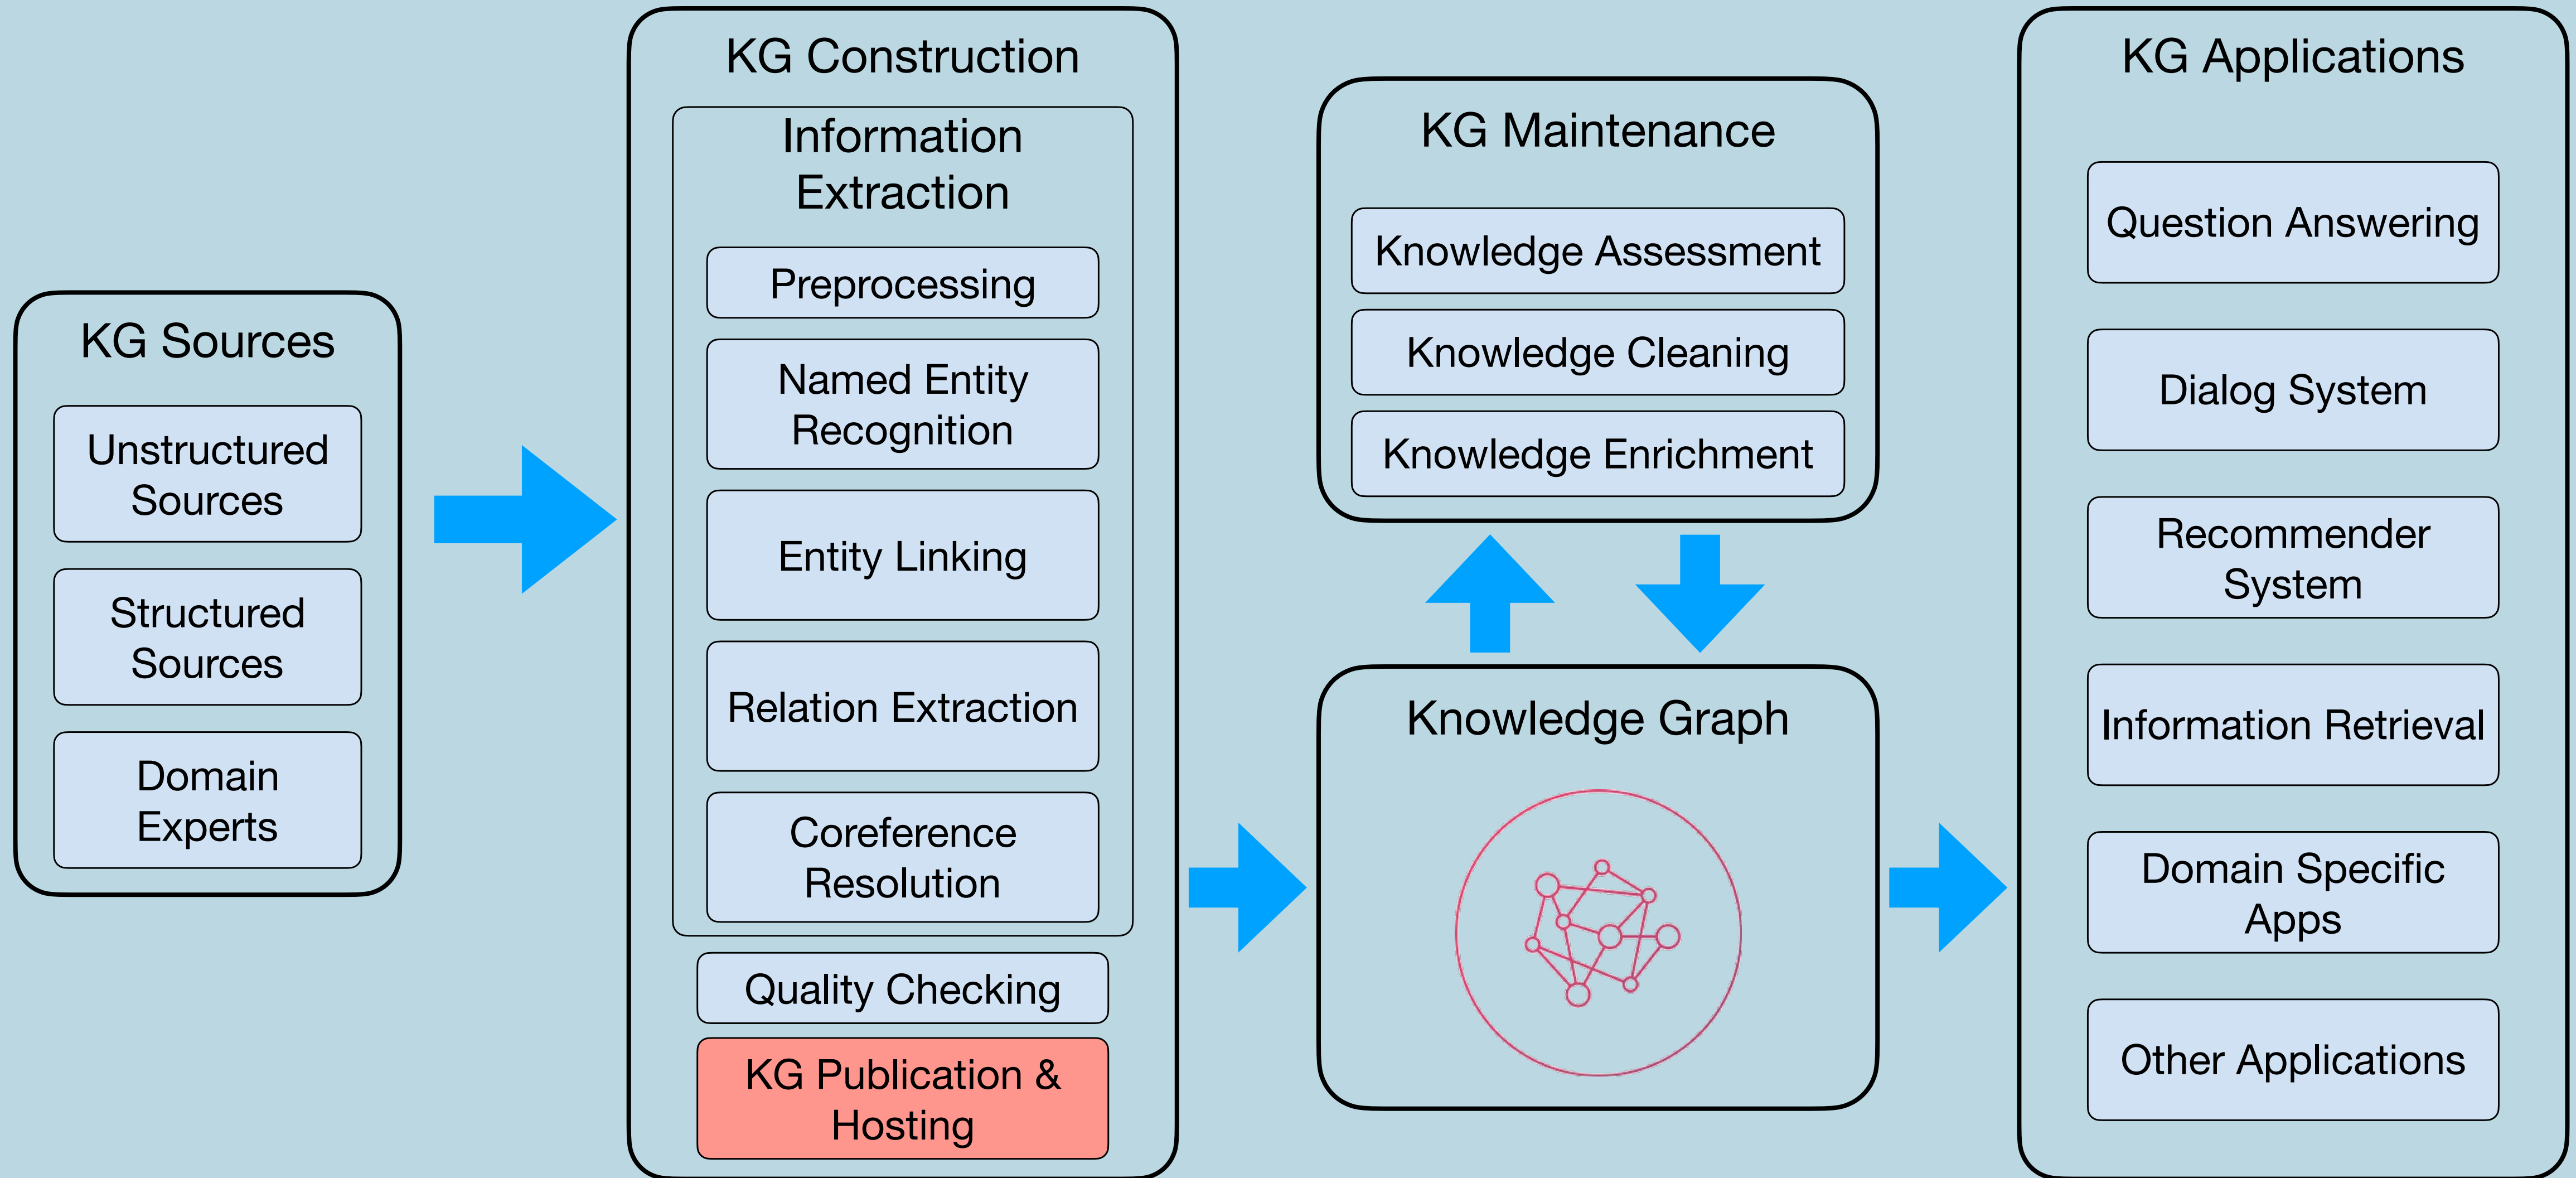 KG Sources
Unstructured
Sources
Structured
Sources
Domain
Experts
KG Construction
Information
Extraction
Preprocessing
Named Entity
Recognition
Entity Linking
Relation Extraction
Coreference
Resolution
Quality Checking
KG Publication &
Hosting
KG Maintenance
Knowledge Assessment
Knowledge Cleaning
Knowledge Enrichment
Knowledge Graph
KG Applications
Question Answering
Dialog System
Recommender
System
Information Retrieval
Domain Specific
Apps
Other Applications